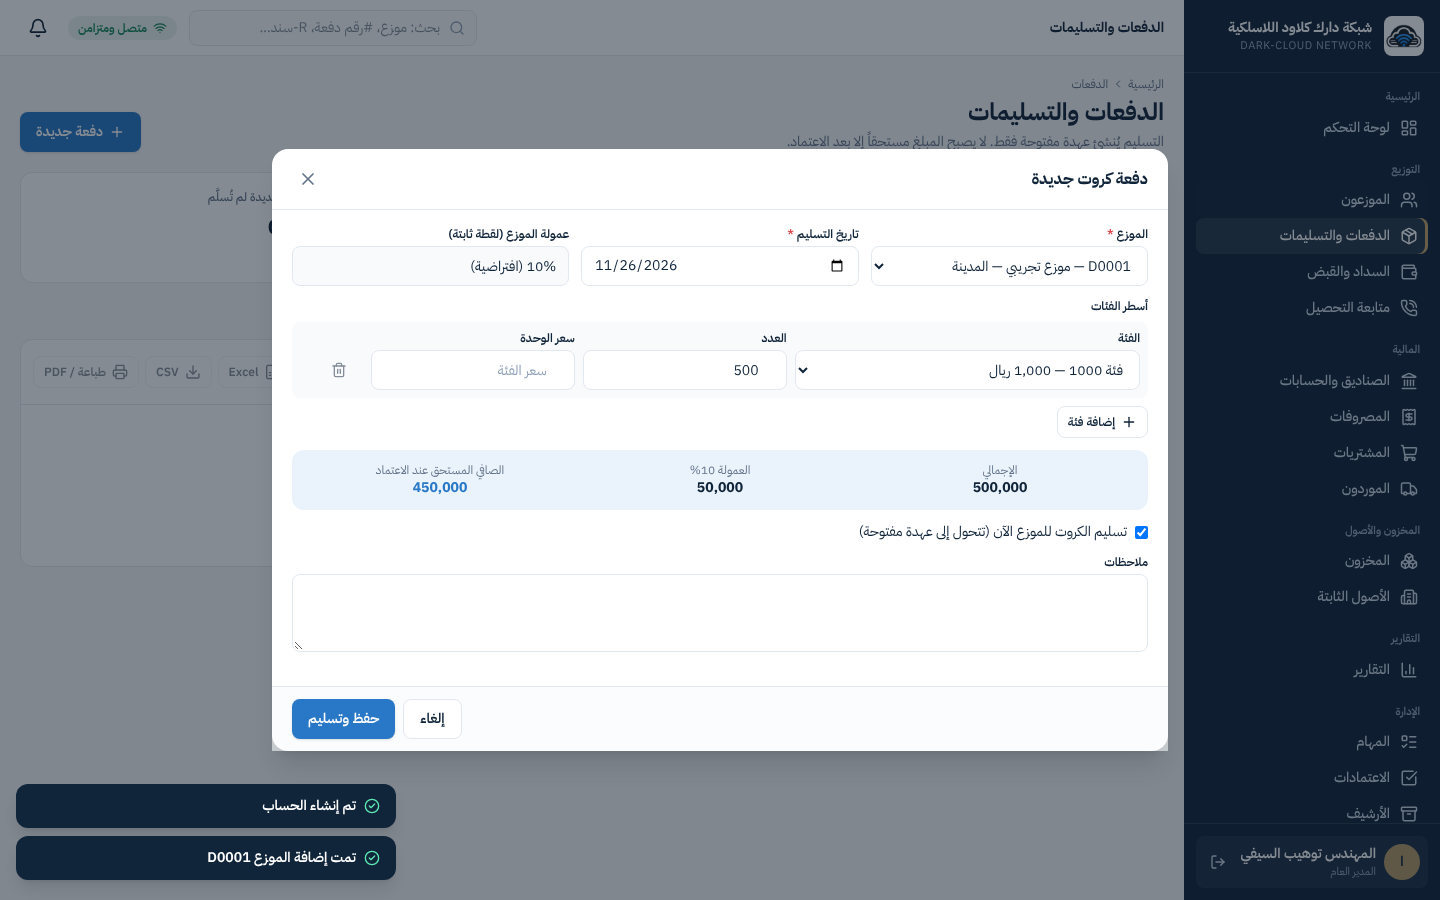 شبكة دارك كلاود اللاسلكية
DARK-CLOUD NETWORK
الرئيسية
لوحة التحكم
التوزيع
الموزعون
الدفعات والتسليمات
السداد والقبض
متابعة التحصيل
المالية
الصناديق والحسابات
المصروفات
المشتريات
الموردون
المخزون والأصول
المخزون
الأصول الثابتة
التقارير
التقارير
الإدارة
المهام
الاعتمادات
الأرشيف
المهندس توهيب السيفي
المدير العام
ا
الدفعات والتسليمات
بحث: موزع، #رقم دفعة، R-سند...
متصل ومتزامن
الرئيسية
الدفعات
الدفعات والتسليمات
التسليم يُنشئ عهدة مفتوحة فقط. لا يصبح المبلغ مستحقاً إلا بعد الاعتماد.
دفعة جديدة
لم تُسلَّم
Excel
CSV
طباعة / PDF
دفعة كروت جديدة
الموزع *
D0001 — موزع تجريبي — المدينة
تاريخ التسليم *
11/26/2026
عمولة الموزع (لقطة ثابتة)
10% (افتراضية)
أسطر الفئات
الفئة
العدد
سعر الوحدة
فئة 1000 — 1,000 ريال
500
سعر الفئة
إضافة فئة
الإجمالي
500,000
العمولة 10%
50,000
الصافي المستحق عند الاعتماد
450,000
تسليم الكروت للموزع الآن (تتحول إلى عهدة مفتوحة)
ملاحظات
إلغاء
حفظ وتسليم
تم إنشاء الحساب
تمت إضافة الموزع D0001